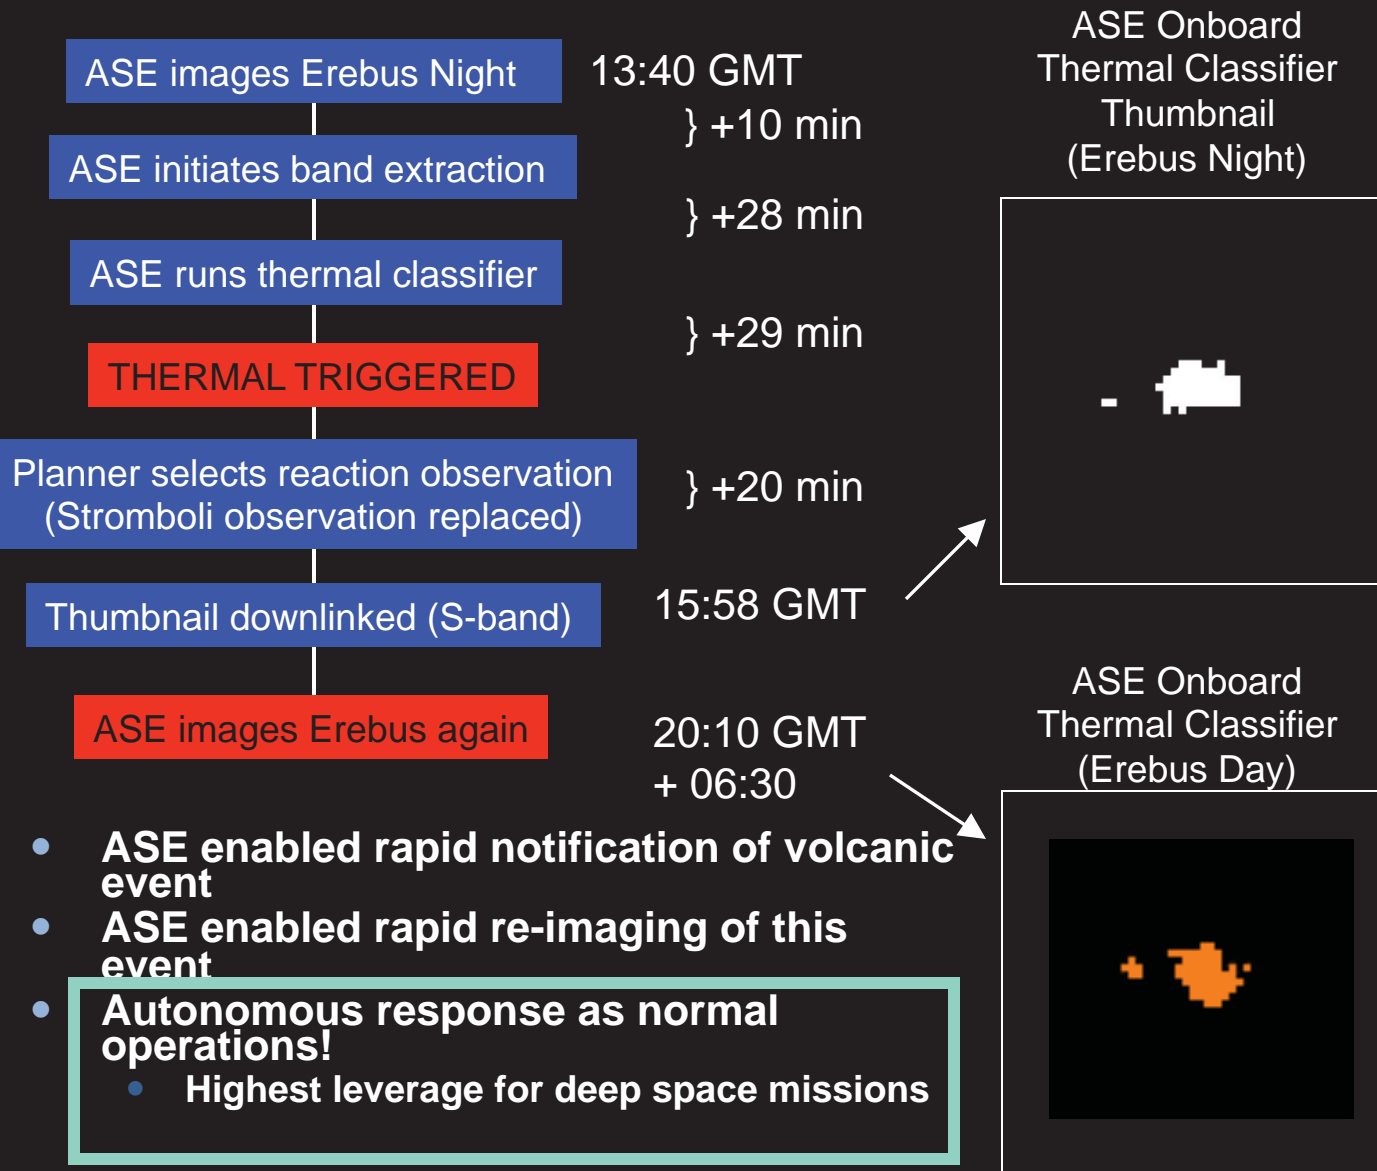 ASE images Erebus Night
13:40 GMT
} +10 min
ASE initiates band extraction
} +28 min
ASE runs thermal classifier
} +29 min
THERMAL TRIGGERED
Planner selects reaction observation
(Stromboli observation replaced)
} +20 min
Thumbnail downlinked (S-band)
15:58 GMT
ASE images Erebus again
20:10 GMT
+ 06:30
ASE Onboard
Thermal Classifier
Thumbnail
(Erebus Night)
ASE Onboard
Thermal Classifier
(Erebus Day)
• ASE enabled rapid notification of volcanic
event
• ASE enabled rapid re-imaging of this
event
• Autonomous response as normal
operations!
• Highest leverage for deep space missions